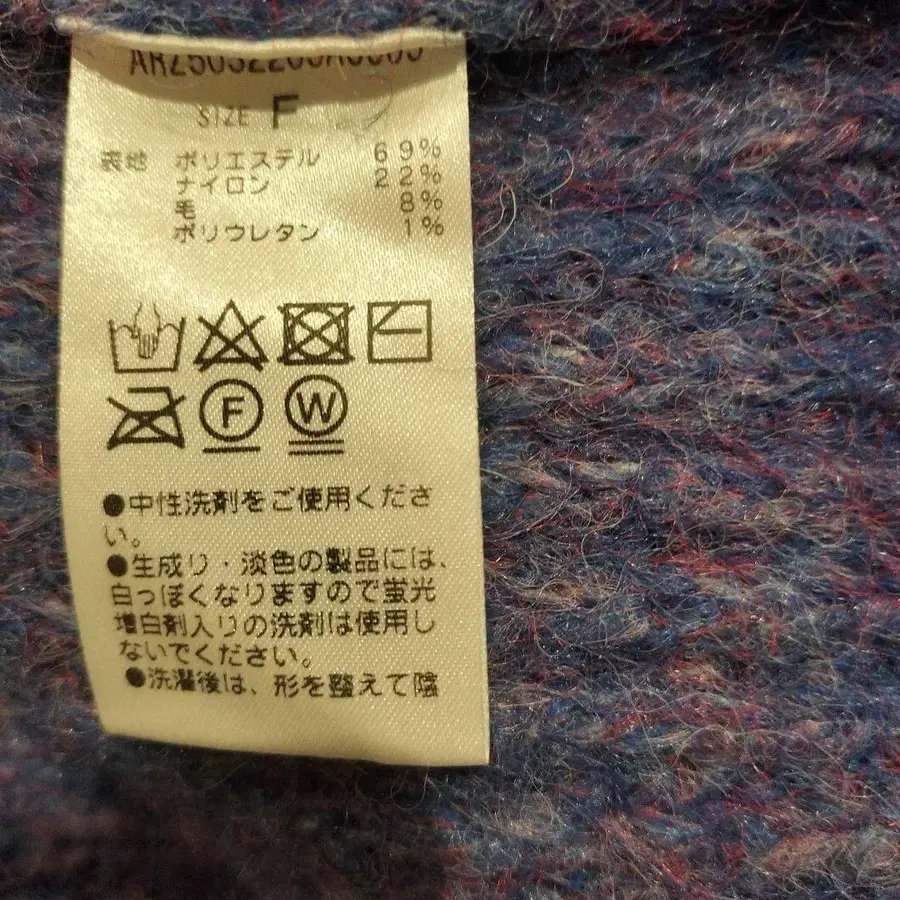 SIZE F
表地 ポリエステル 69%
ナイロン 22%
毛 8%
ポリウレタン 1%
F W
●中性洗剤をご使用くださ
い。
●生成り・淡色の製品には、
白っぽくなりますので蛍光
増白剤入りの洗剤は使用し
ないでください。
●洗濯後は、形を整えて陰